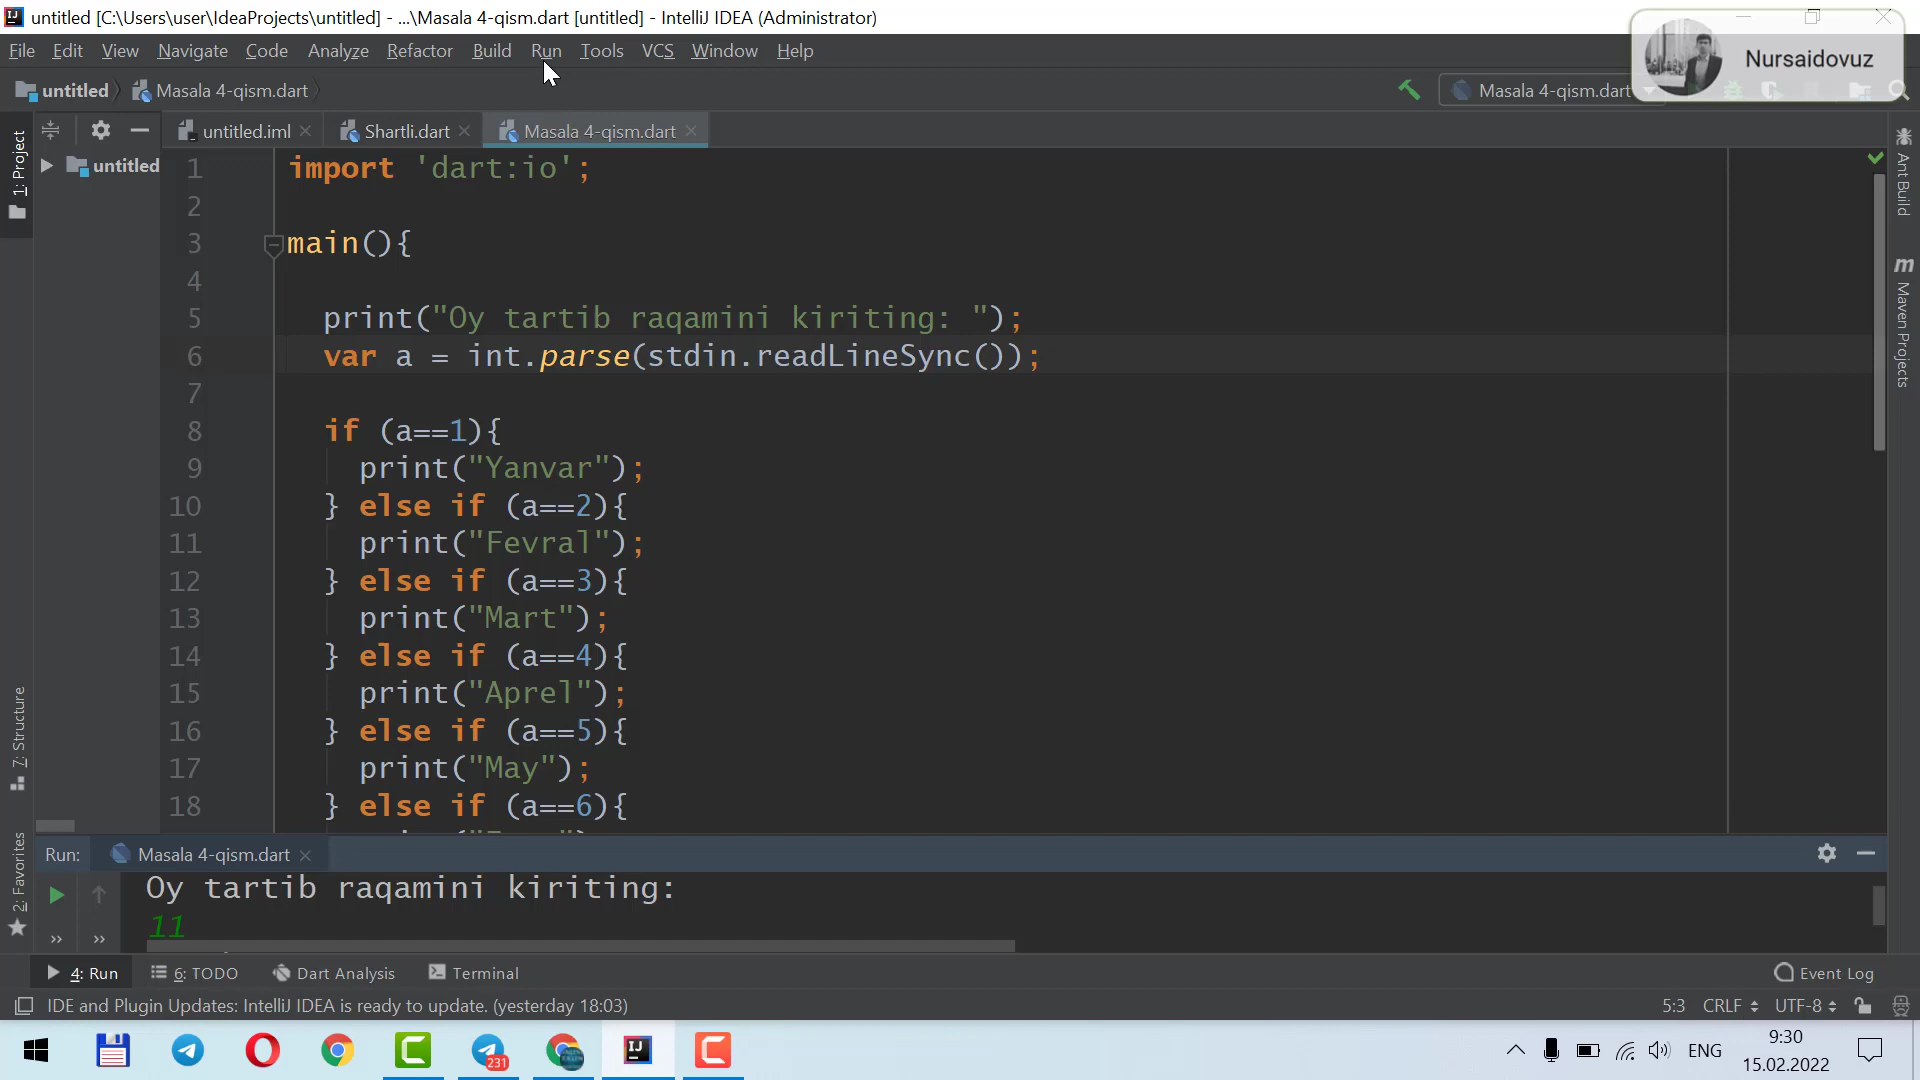 untitled [C:\Users\user\IdeaProjects\untitled] - ...\Masala 4-qism.dart [untitled] - IntelliJ IDEA (Administrator)
File Edit View Navigate Code Analyze Refactor Build Run Tools VCS Window Help
Nursaidovuz
untitled Masala 4-qism.dart Masala 4-qism.dart
untitled.iml Shartli.dart Masala 4-qism.dart
1: Project
untitled
7: Structure
2: Favorites
Ant Build
m Maven Projects
1 import 'dart:io';
2
3 main(){
4
5 print("Oy tartib raqamini kiriting: ");
6 var a = int.parse(stdin.readLineSync());
7
8 if (a==1){
9 print("Yanvar");
10 } else if (a==2){
11 print("Fevral");
12 } else if (a==3){
13 print("Mart");
14 } else if (a==4){
15 print("Aprel");
16 } else if (a==5){
17 print("May");
18 } else if (a==6){
Run: Masala 4-qism.dart
Oy tartib raqamini kiriting:
11
4: Run 6: TODO Dart Analysis Terminal Event Log
IDE and Plugin Updates: IntelliJ IDEA is ready to update. (yesterday 18:03) 5:3 CRLF UTF-8
231 IJ ENG 9:30
15.02.2022